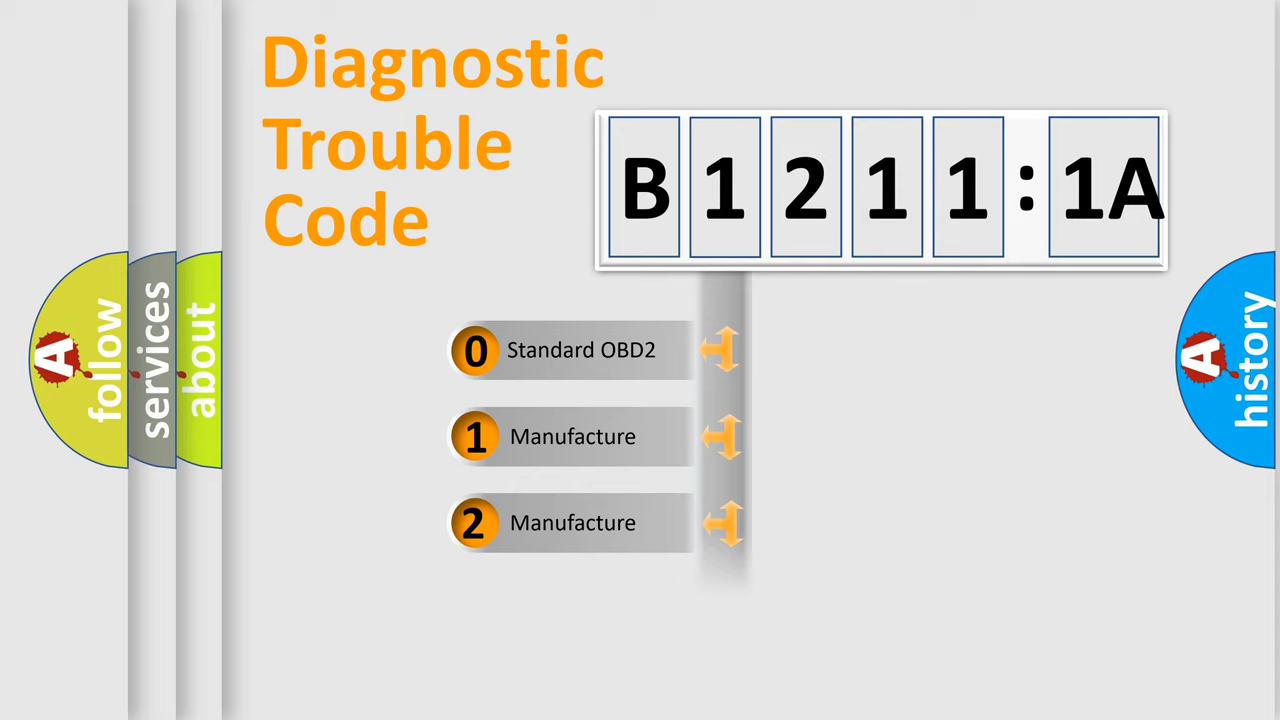 Diagnostic
Trouble
Code
B 1 2 1 1 : 1A
0 Standard OBD2
1 Manufacture
2 Manufacture
A follow
services
about
A history